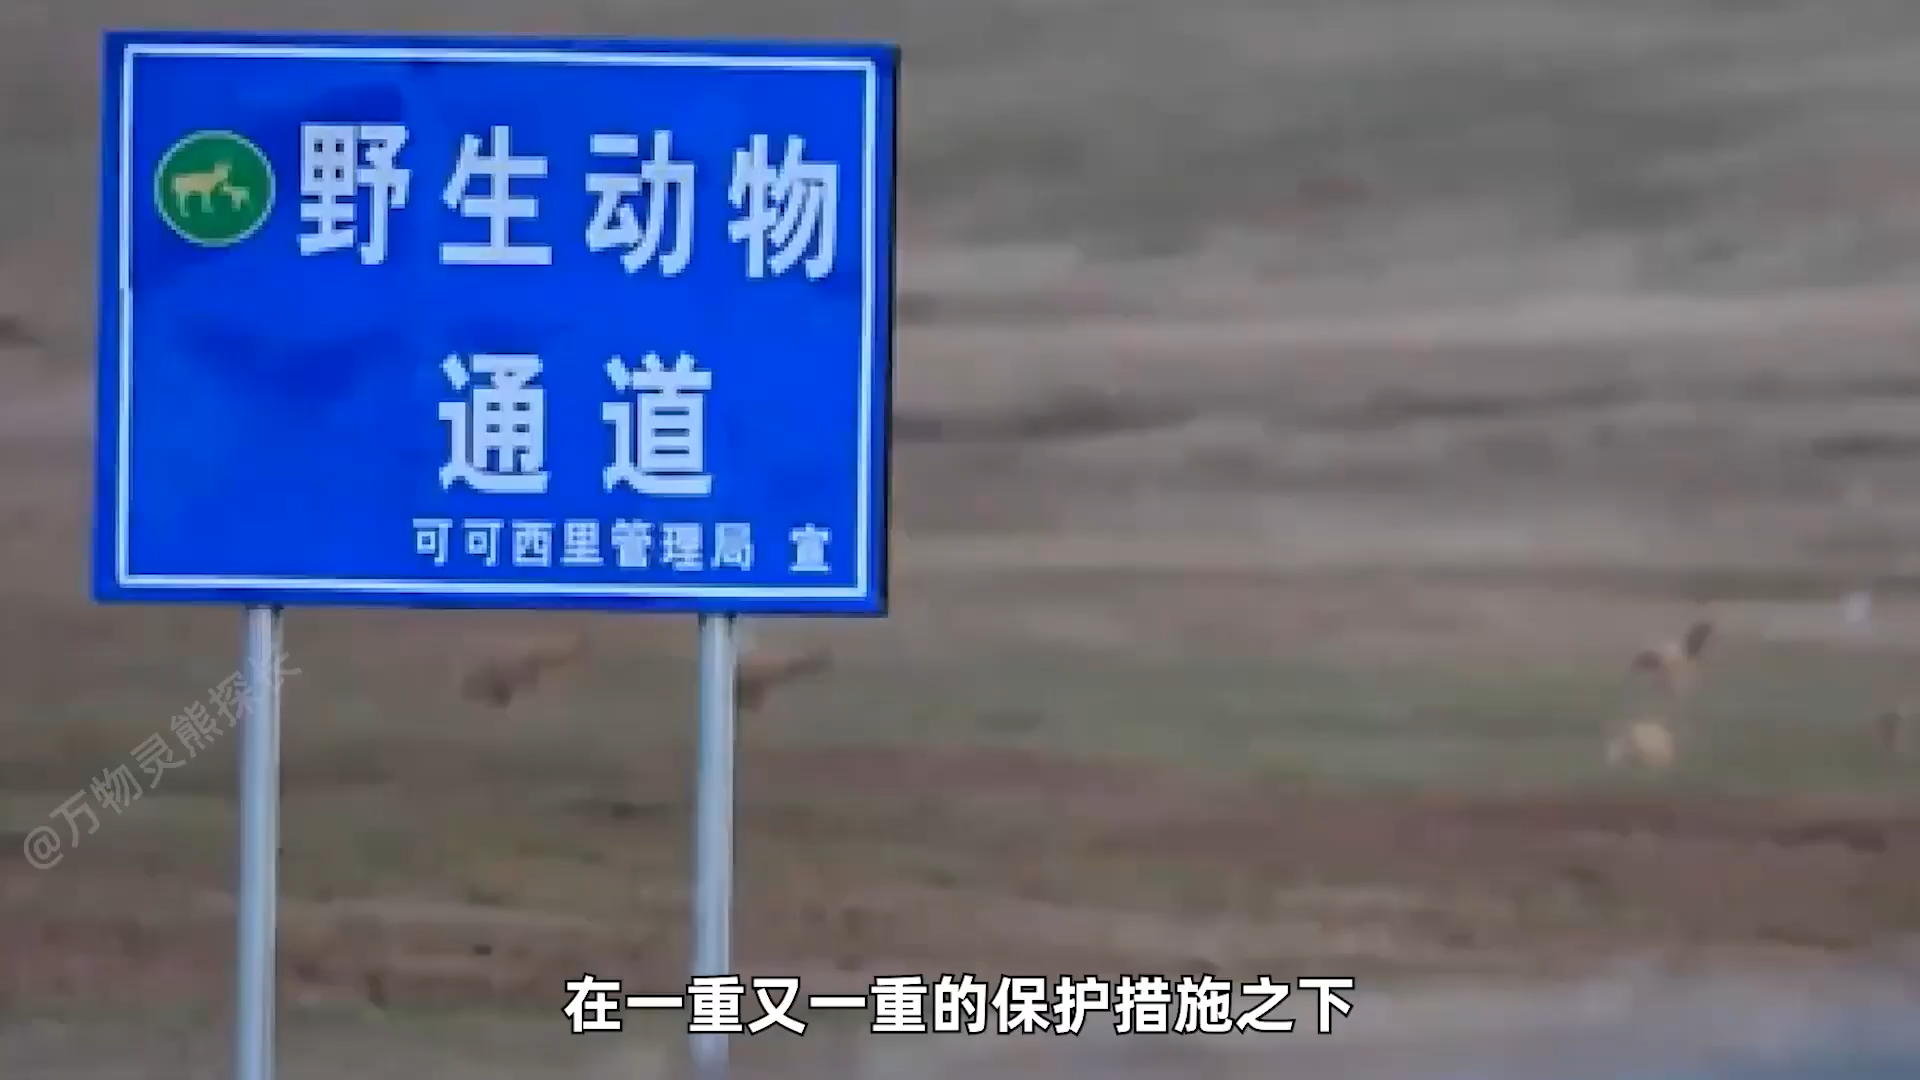 野生动物
通道
可可西里管理局 宣
@万物灵熊探长
在一重又一重的保护措施之下